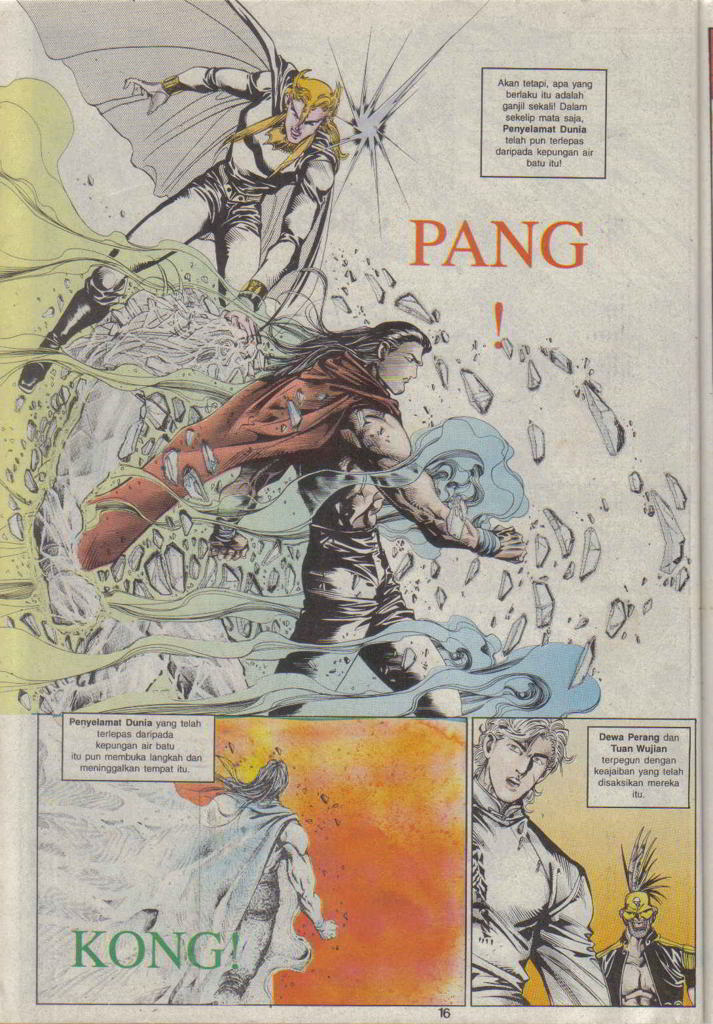 Akan tetapi, apa yang
berlaku itu adalah
ganjil sekali! Dalam
sekelip mata saja,
Penyelamat Dunia
telah pun terlepas
daripada kepungan air
batu itu!
PANG
!
Penyelamat Dunia yang telah
terlepas daripada
kepungan air batu
itu pun membuka langkah dan
meninggalkan tempat itu.
KONG!
Dewa Perang dan
Tuan Wujian
terpegun dengan
keajaiban yang telah
disaksikan mereka
itu.
16